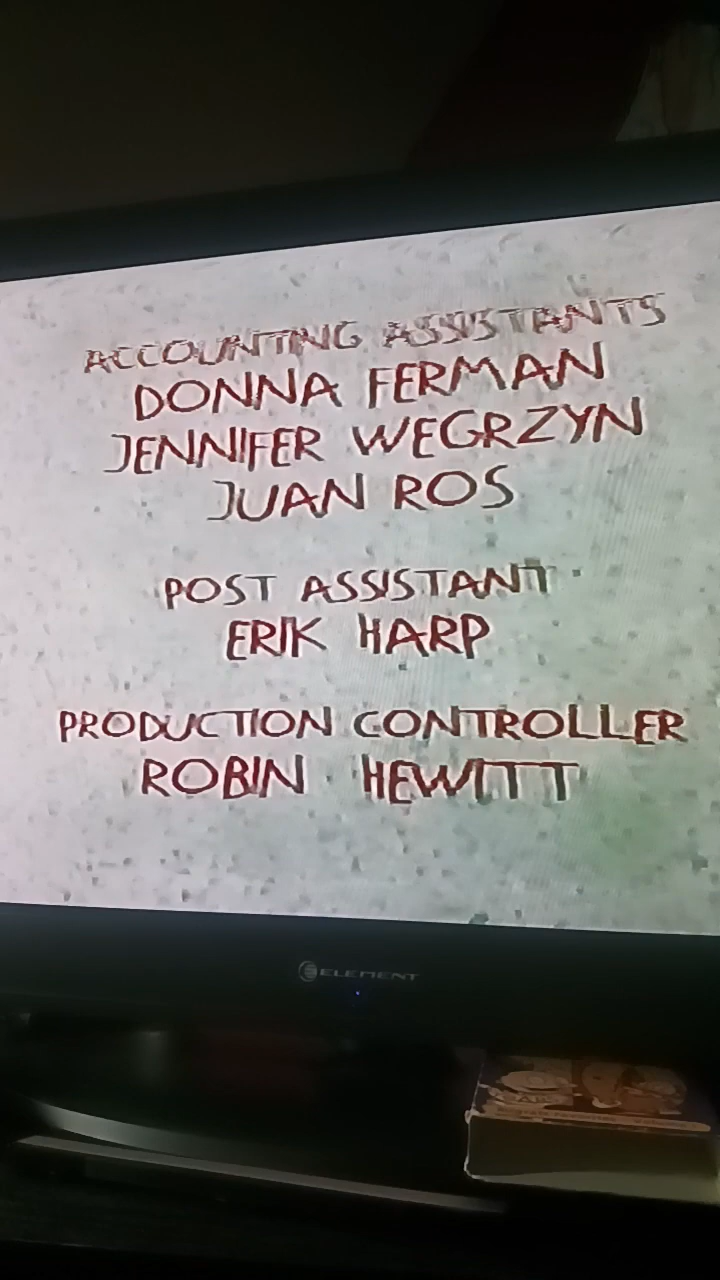 ACCOUNTING ASSISTANTS
DONNA FERMAN
JENNIFER WEGRZYN
JUAN ROS
POST ASSISTANT
ERIK HARP
PRODUCTION CONTROLLER
ROBIN HEWITT
ELEMENT